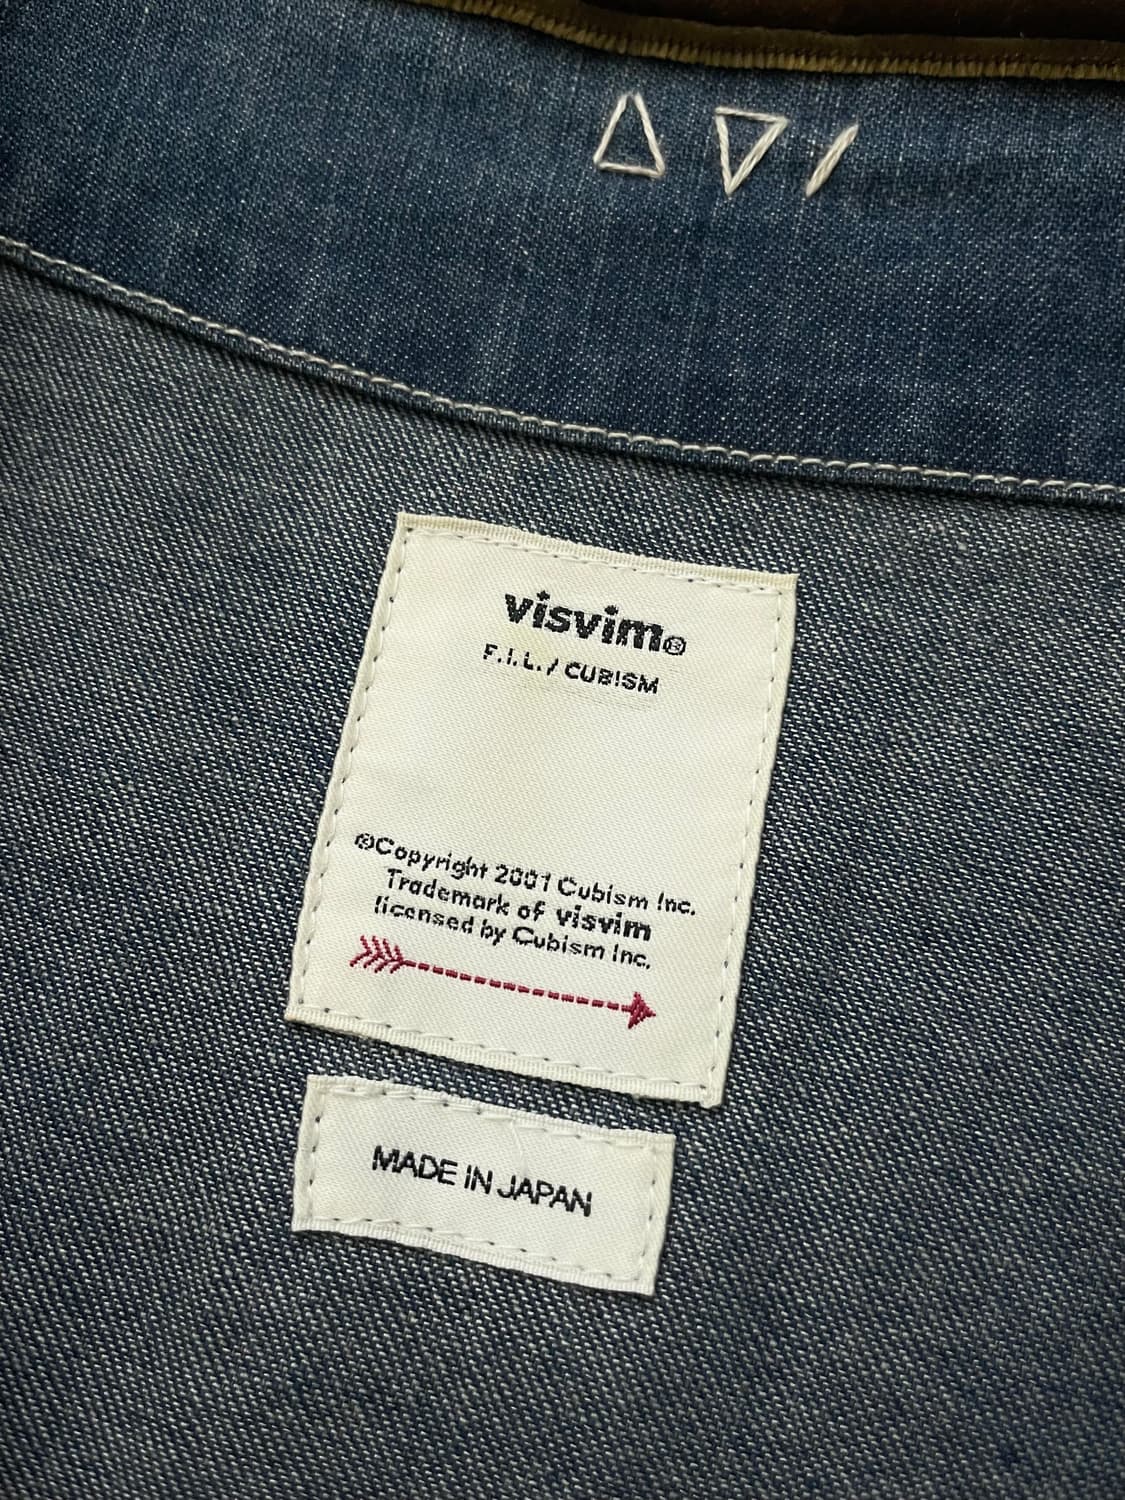 visvim®
F.I.L. / CUBISM
©Copyright 2001 Cubism Inc.
Trademark of visvim
licensed by Cubism Inc.
MADE IN JAPAN